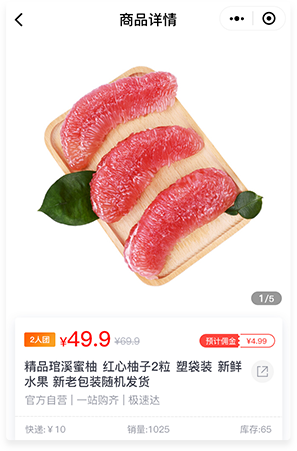 商品详情
1/5
2人团 ¥49.9 ¥69.9 预计佣金 ¥4.99
精品琯溪蜜柚 红心柚子2粒 塑袋装 新鲜
水果 新老包装随机发货
官方自营 | 一站购齐 | 极速达
快递: ¥10 销量:1025 库存:65